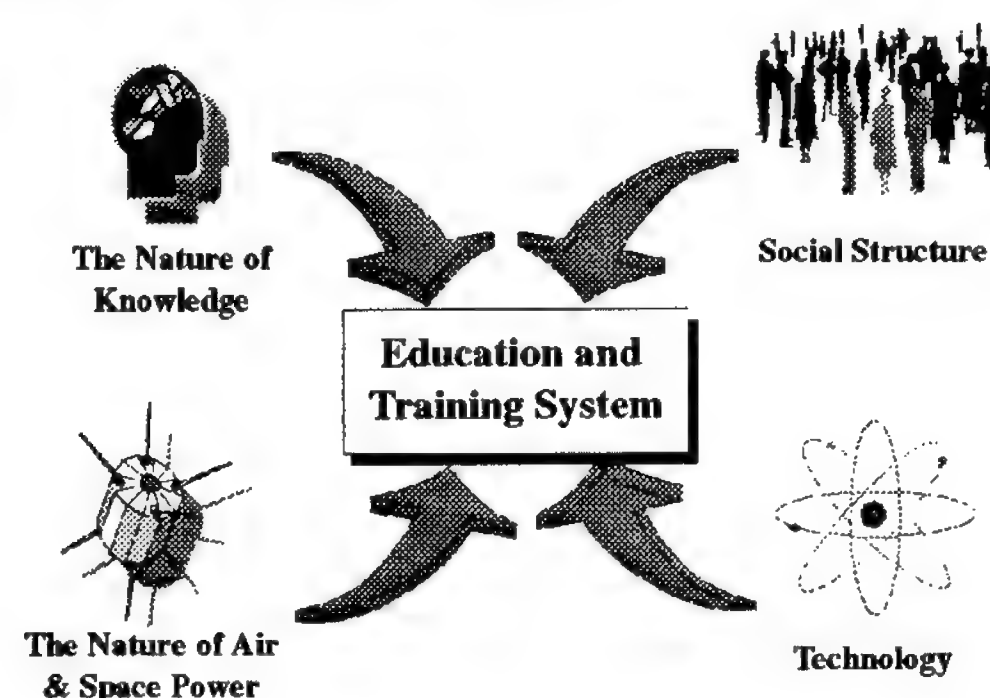 The Nature of
Knowledge
Social Structure
Education and
Training System
The Nature of Air
& Space Power
Technology